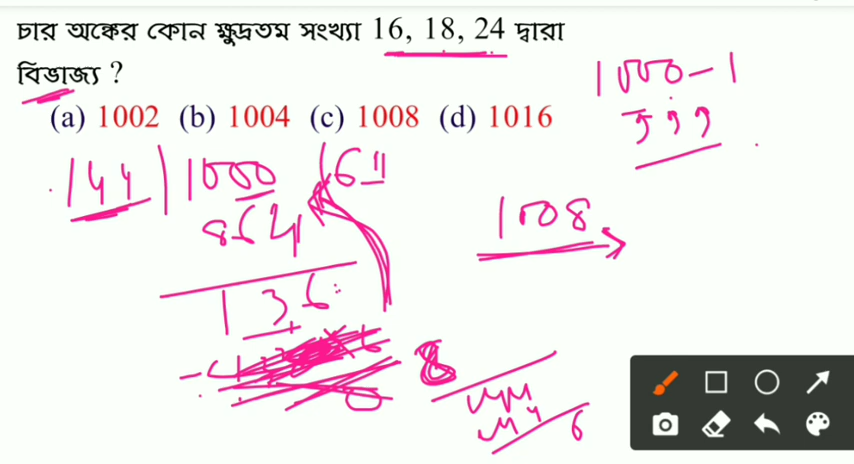 চার অঙ্কের কোন ক্ষুদ্রতম সংখ্যা 16, 18, 24 দ্বারা
বিভাজ্য ?
(a) 1002 (b) 1004 (c) 1008 (d) 1016
1000-1
999
144) 1000 (6
864
1008
136
8